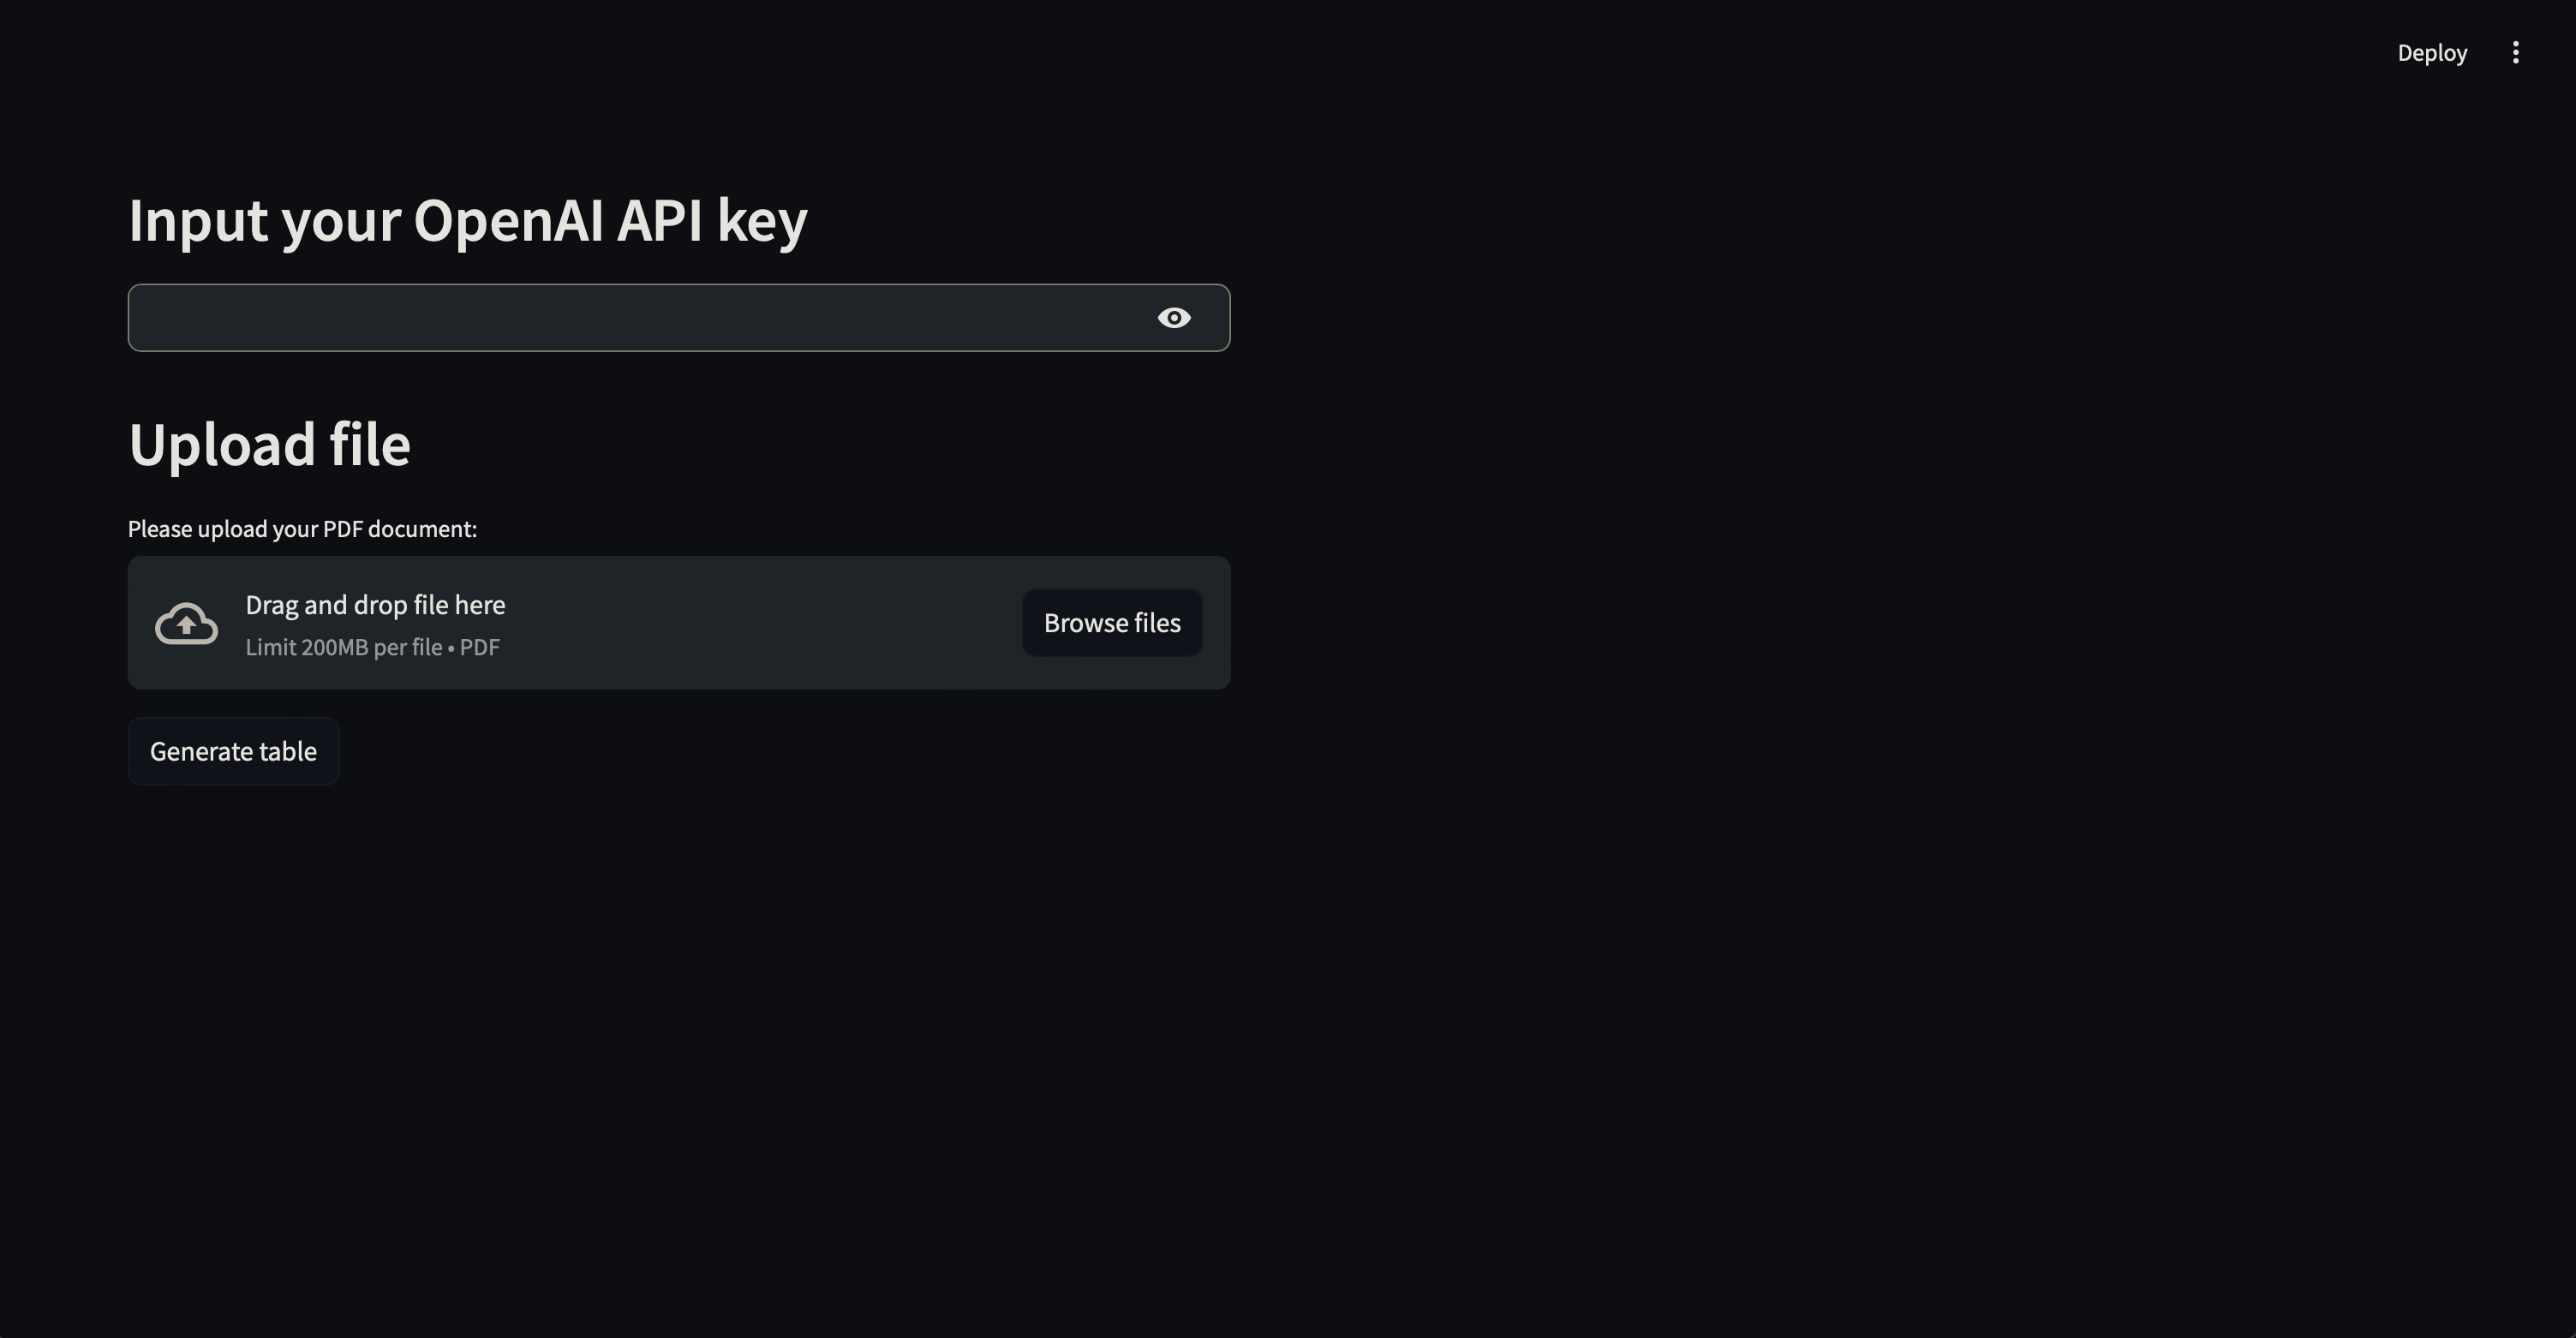 Deploy
Input your OpenAI API key
Upload file
Please upload your PDF document:
Drag and drop file here
Limit 200MB per file • PDF
Browse files
Generate table